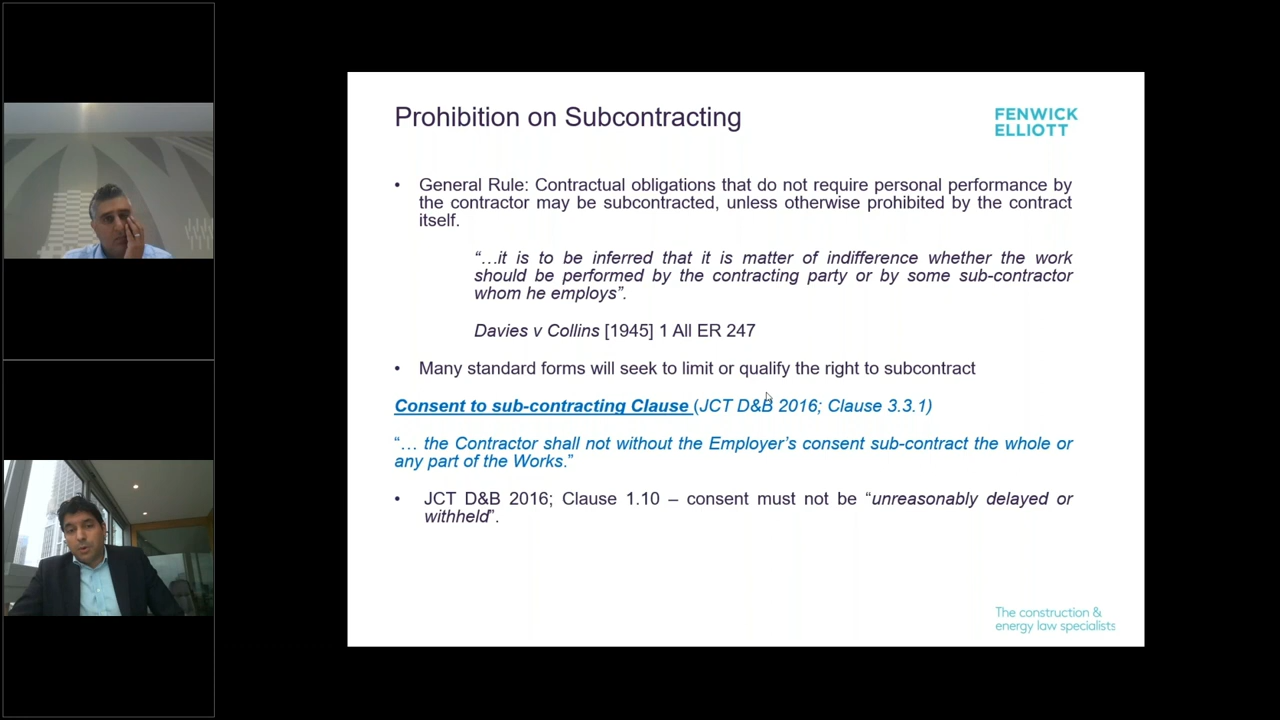 Prohibition on Subcontracting
FENWICK
ELLIOTT
• General Rule: Contractual obligations that do not require personal performance by
the contractor may be subcontracted, unless otherwise prohibited by the contract
itself.
“…it is to be inferred that it is matter of indifference whether the work
should be performed by the contracting party or by some sub-contractor
whom he employs”.
Davies v Collins [1945] 1 All ER 247
• Many standard forms will seek to limit or qualify the right to subcontract
Consent to sub-contracting Clause (JCT D&B 2016; Clause 3.3.1)
“… the Contractor shall not without the Employer’s consent sub-contract the whole or
any part of the Works.”
• JCT D&B 2016; Clause 1.10 – consent must not be “unreasonably delayed or
withheld”.
The construction &
energy law specialists